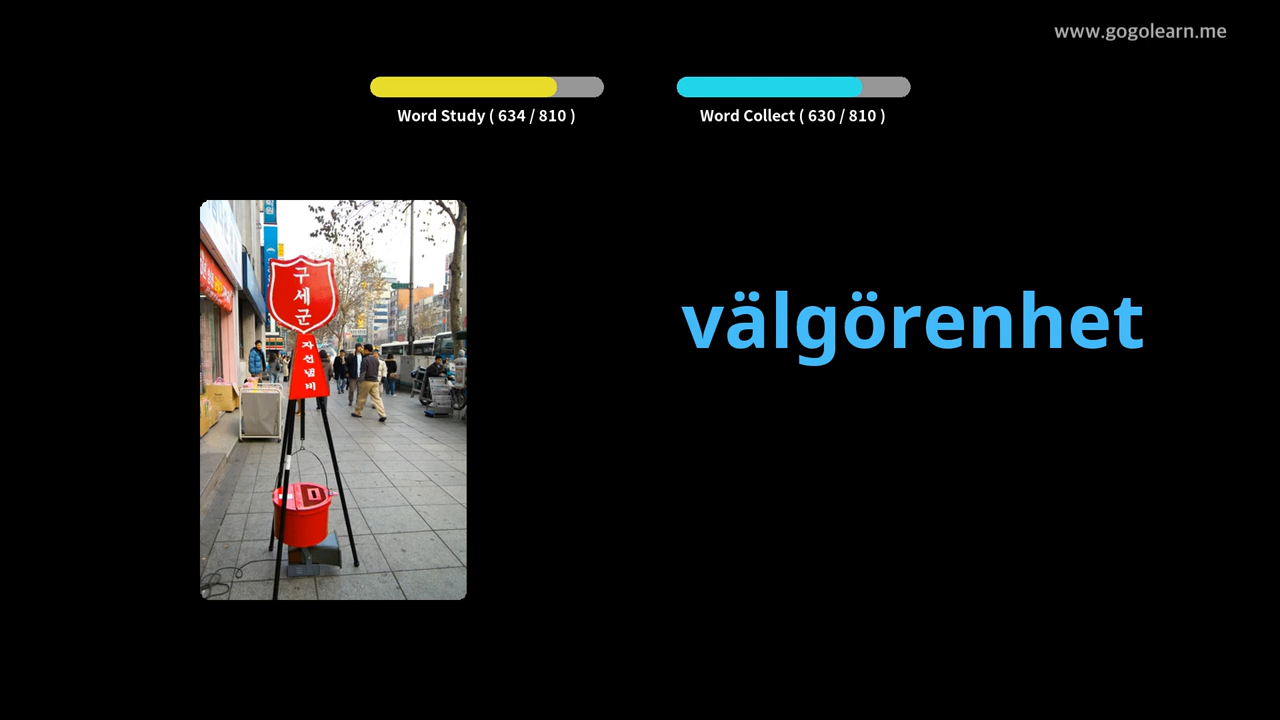 www.gogolearn.me
Word Study ( 634 / 810 )
Word Collect ( 630 / 810 )
구
세
군
자
선
냄
비
välgörenhet